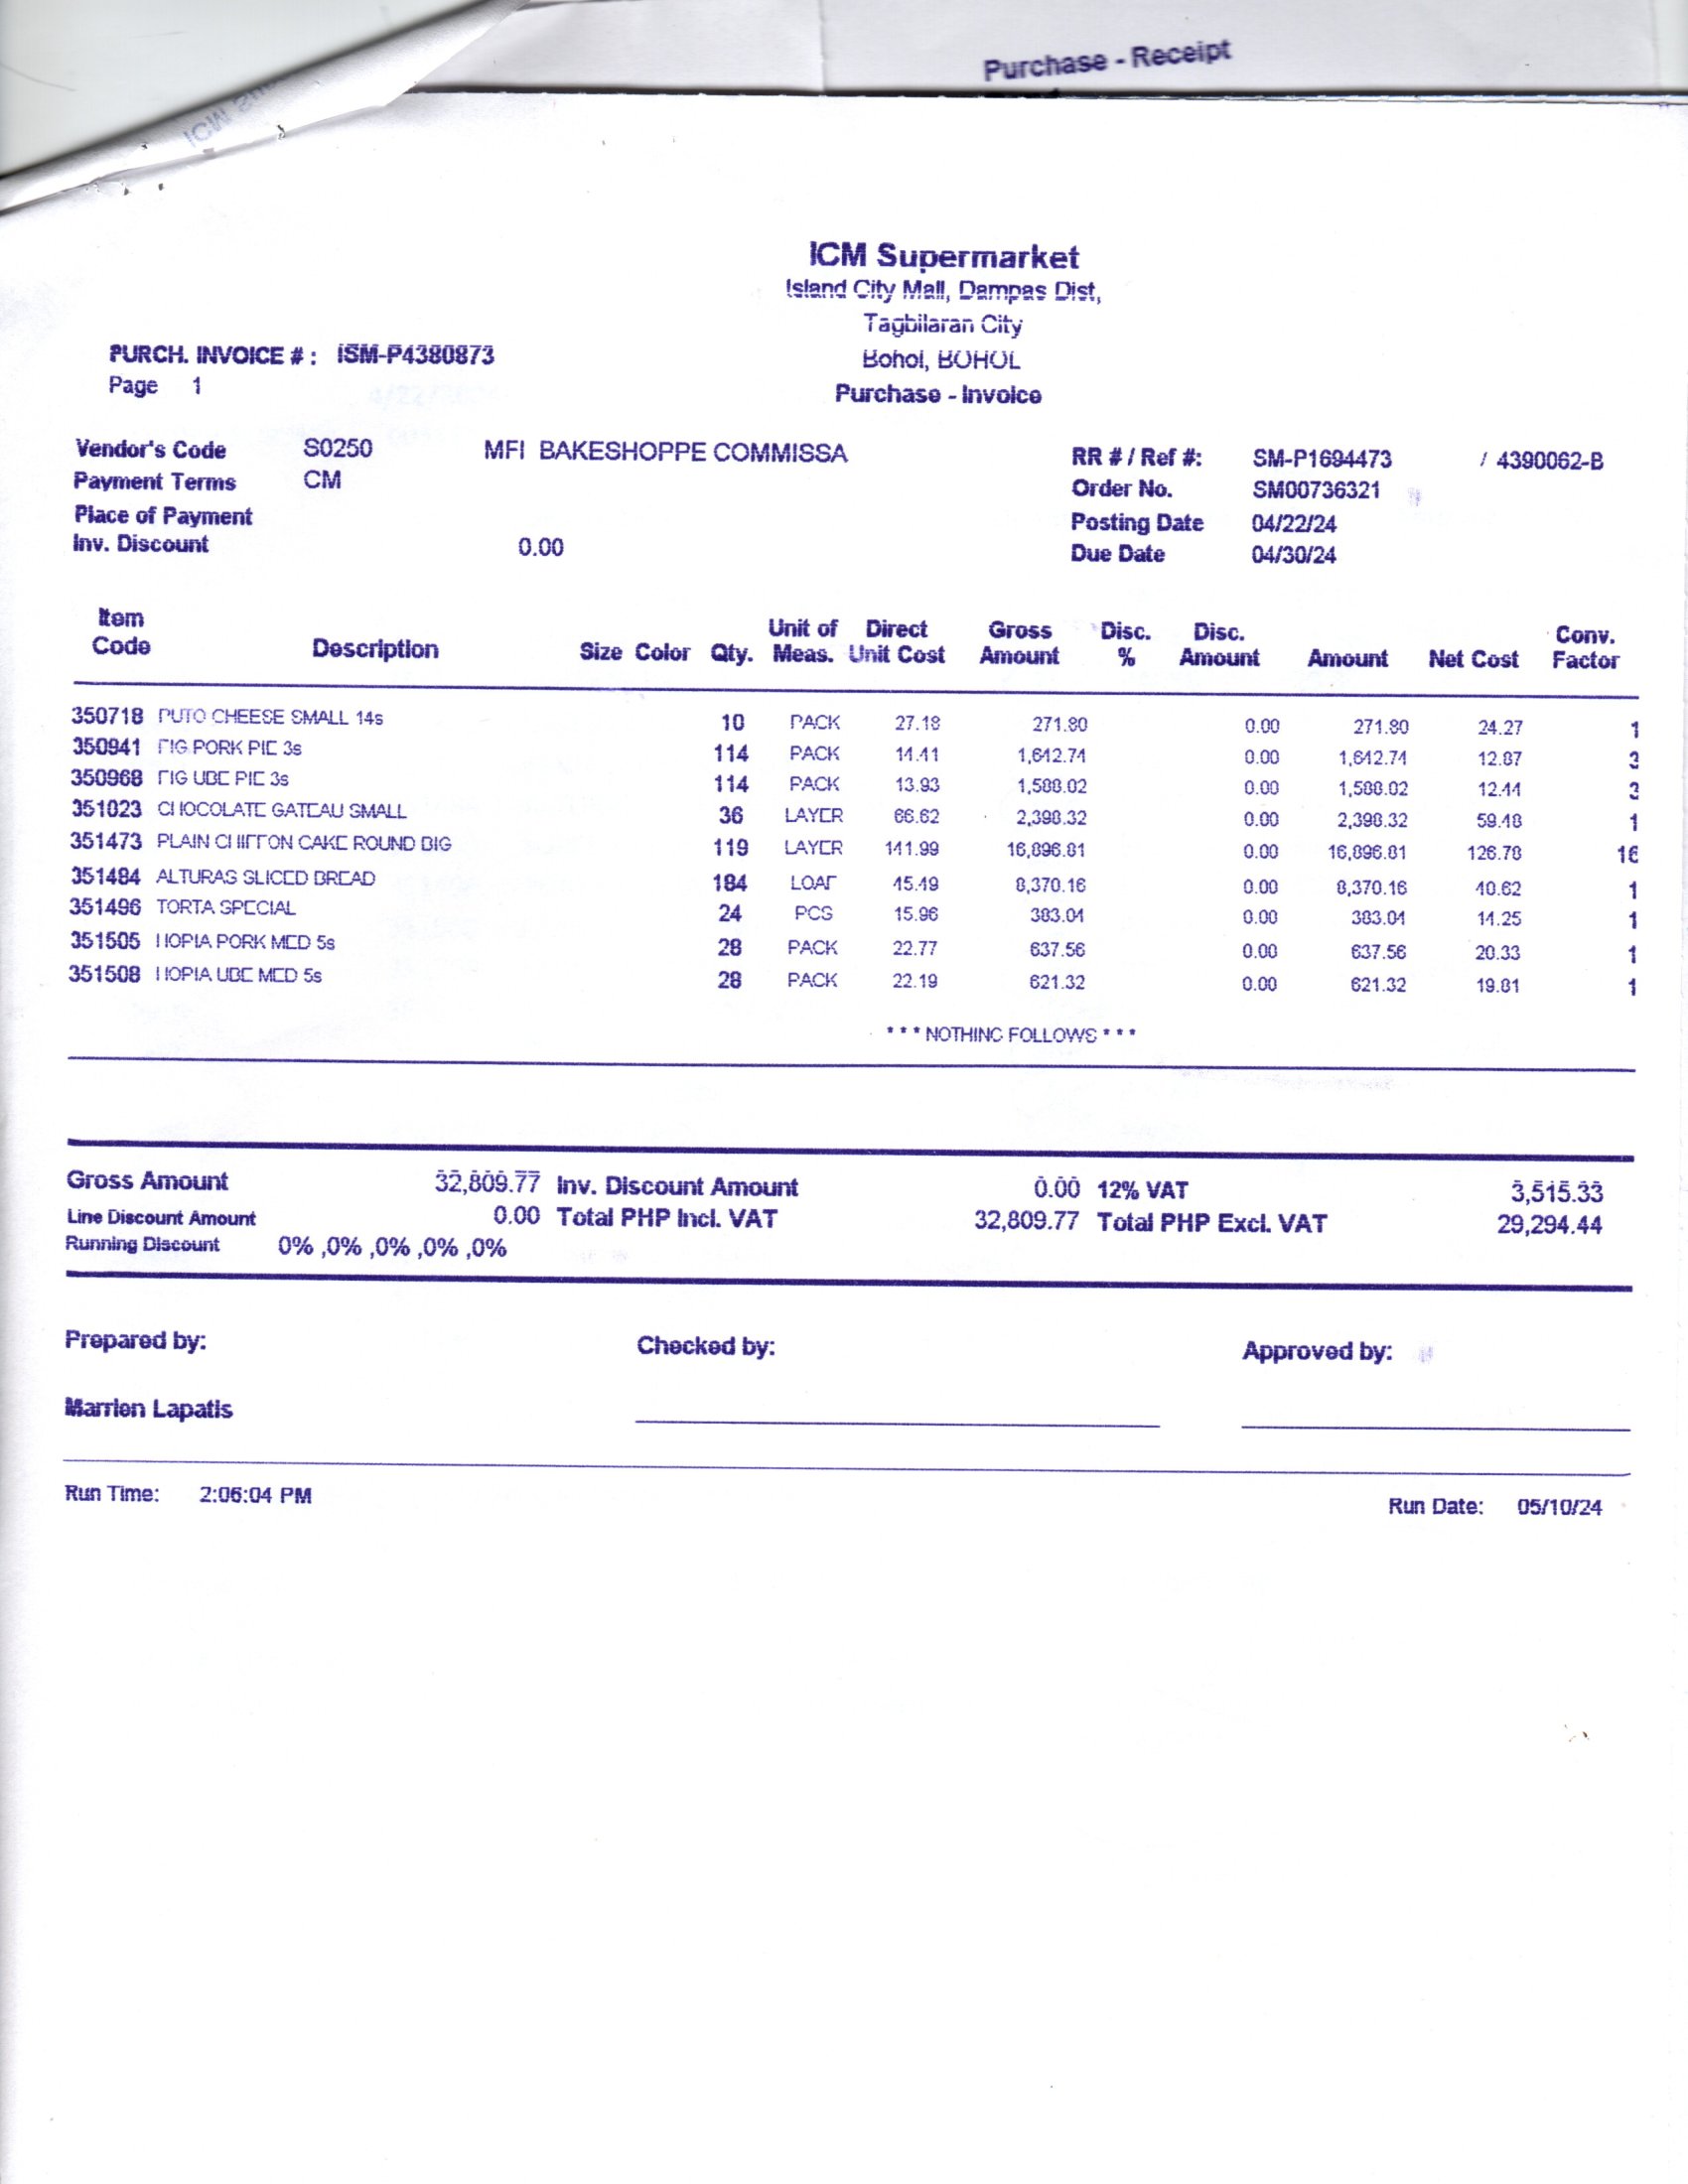 Purchase - Receipt
ICM
ICM Supermarket
Island City Mall, Dampas Dist,
Tagbilaran City
PURCH. INVOICE # : ISM-P4380873
Bohol, BOHOL
Page 1
Purchase - Invoice
Vendor's Code S0250 MFI BAKESHOPPE COMMISSA RR # / Ref #: SM-P1694473 / 4390062-B
Payment Terms CM Order No. SM00736321
Place of Payment Posting Date 04/22/24
Inv. Discount 0.00 Due Date 04/30/24
Item Code Description Size Color Qty. Unit of Meas. Direct Unit Cost Gross Amount Disc. % Disc. Amount Amount Net Cost Conv. Factor
350718 PUTO CHEESE SMALL 14s 10 PACK 27.18 271.80 0.00 271.80 24.27 1
350941 FIG PORK PIE 3s 114 PACK 14.41 1,642.74 0.00 1,642.74 12.87 3
350968 FIG UBE PIE 3s 114 PACK 13.93 1,588.02 0.00 1,588.02 12.44 3
351023 CHOCOLATE GATEAU SMALL 36 LAYER 66.62 2,398.32 0.00 2,398.32 59.48 1
351473 PLAIN CHIFFON CAKE ROUND BIG 119 LAYER 141.99 16,896.81 0.00 16,896.81 126.78 16
351484 ALTURAS SLICED BREAD 184 LOAF 45.49 8,370.16 0.00 8,370.16 40.62 1
351496 TORTA SPECIAL 24 PCS 15.96 383.04 0.00 383.04 14.25 1
351505 HOPIA PORK MED 5s 28 PACK 22.77 637.56 0.00 637.56 20.33 1
351508 HOPIA UBE MED 5s 28 PACK 22.19 621.32 0.00 621.32 19.81 1
* * * NOTHING FOLLOWS * * *
Gross Amount 32,809.77 Inv. Discount Amount 0.00 12% VAT 3,515.33
Line Discount Amount 0.00 Total PHP Incl. VAT 32,809.77 Total PHP Excl. VAT 29,294.44
Running Discount 0% ,0% ,0% ,0% ,0%
Prepared by: Checked by: Approved by:
Marrien Lapatis
Run Time: 2:06:04 PM Run Date: 05/10/24